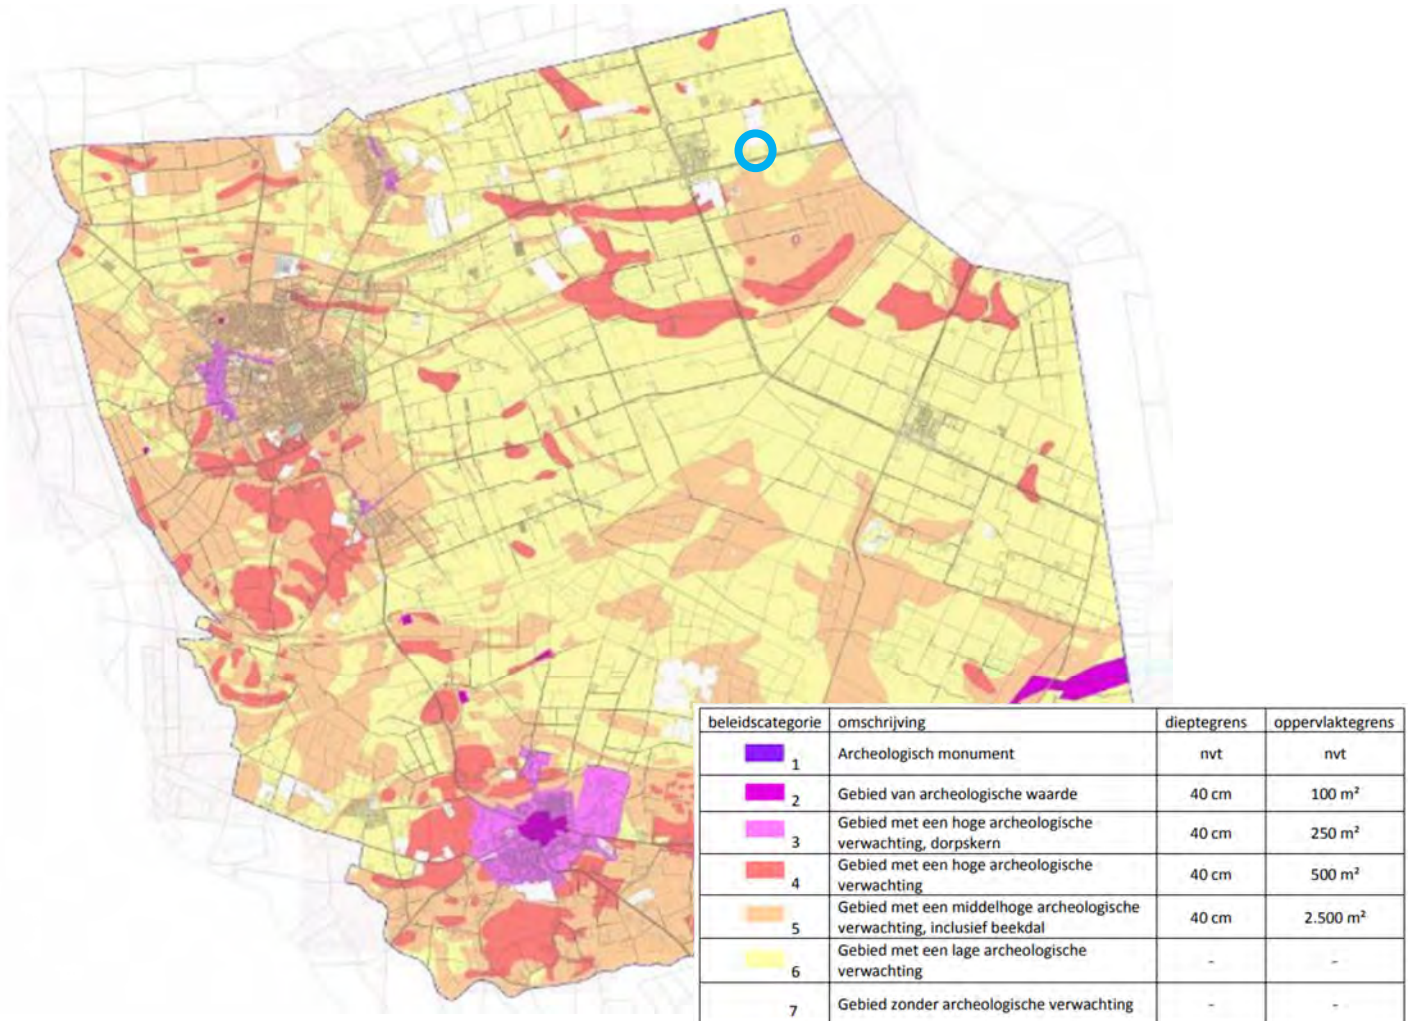 beleidscategorie omschrijving dieptegrens oppervlaktegrens
1 Archeologisch monument nvt nvt
2 Gebied van archeologische waarde 40 cm 100 m²
3 Gebied met een hoge archeologische
verwachting, dorpskern 40 cm 250 m²
4 Gebied met een hoge archeologische
verwachting 40 cm 500 m²
5 Gebied met een middelhoge archeologische
verwachting, inclusief beekdal 40 cm 2.500 m²
6 Gebied met een lage archeologische
verwachting - -
7 Gebied zonder archeologische verwachting - -